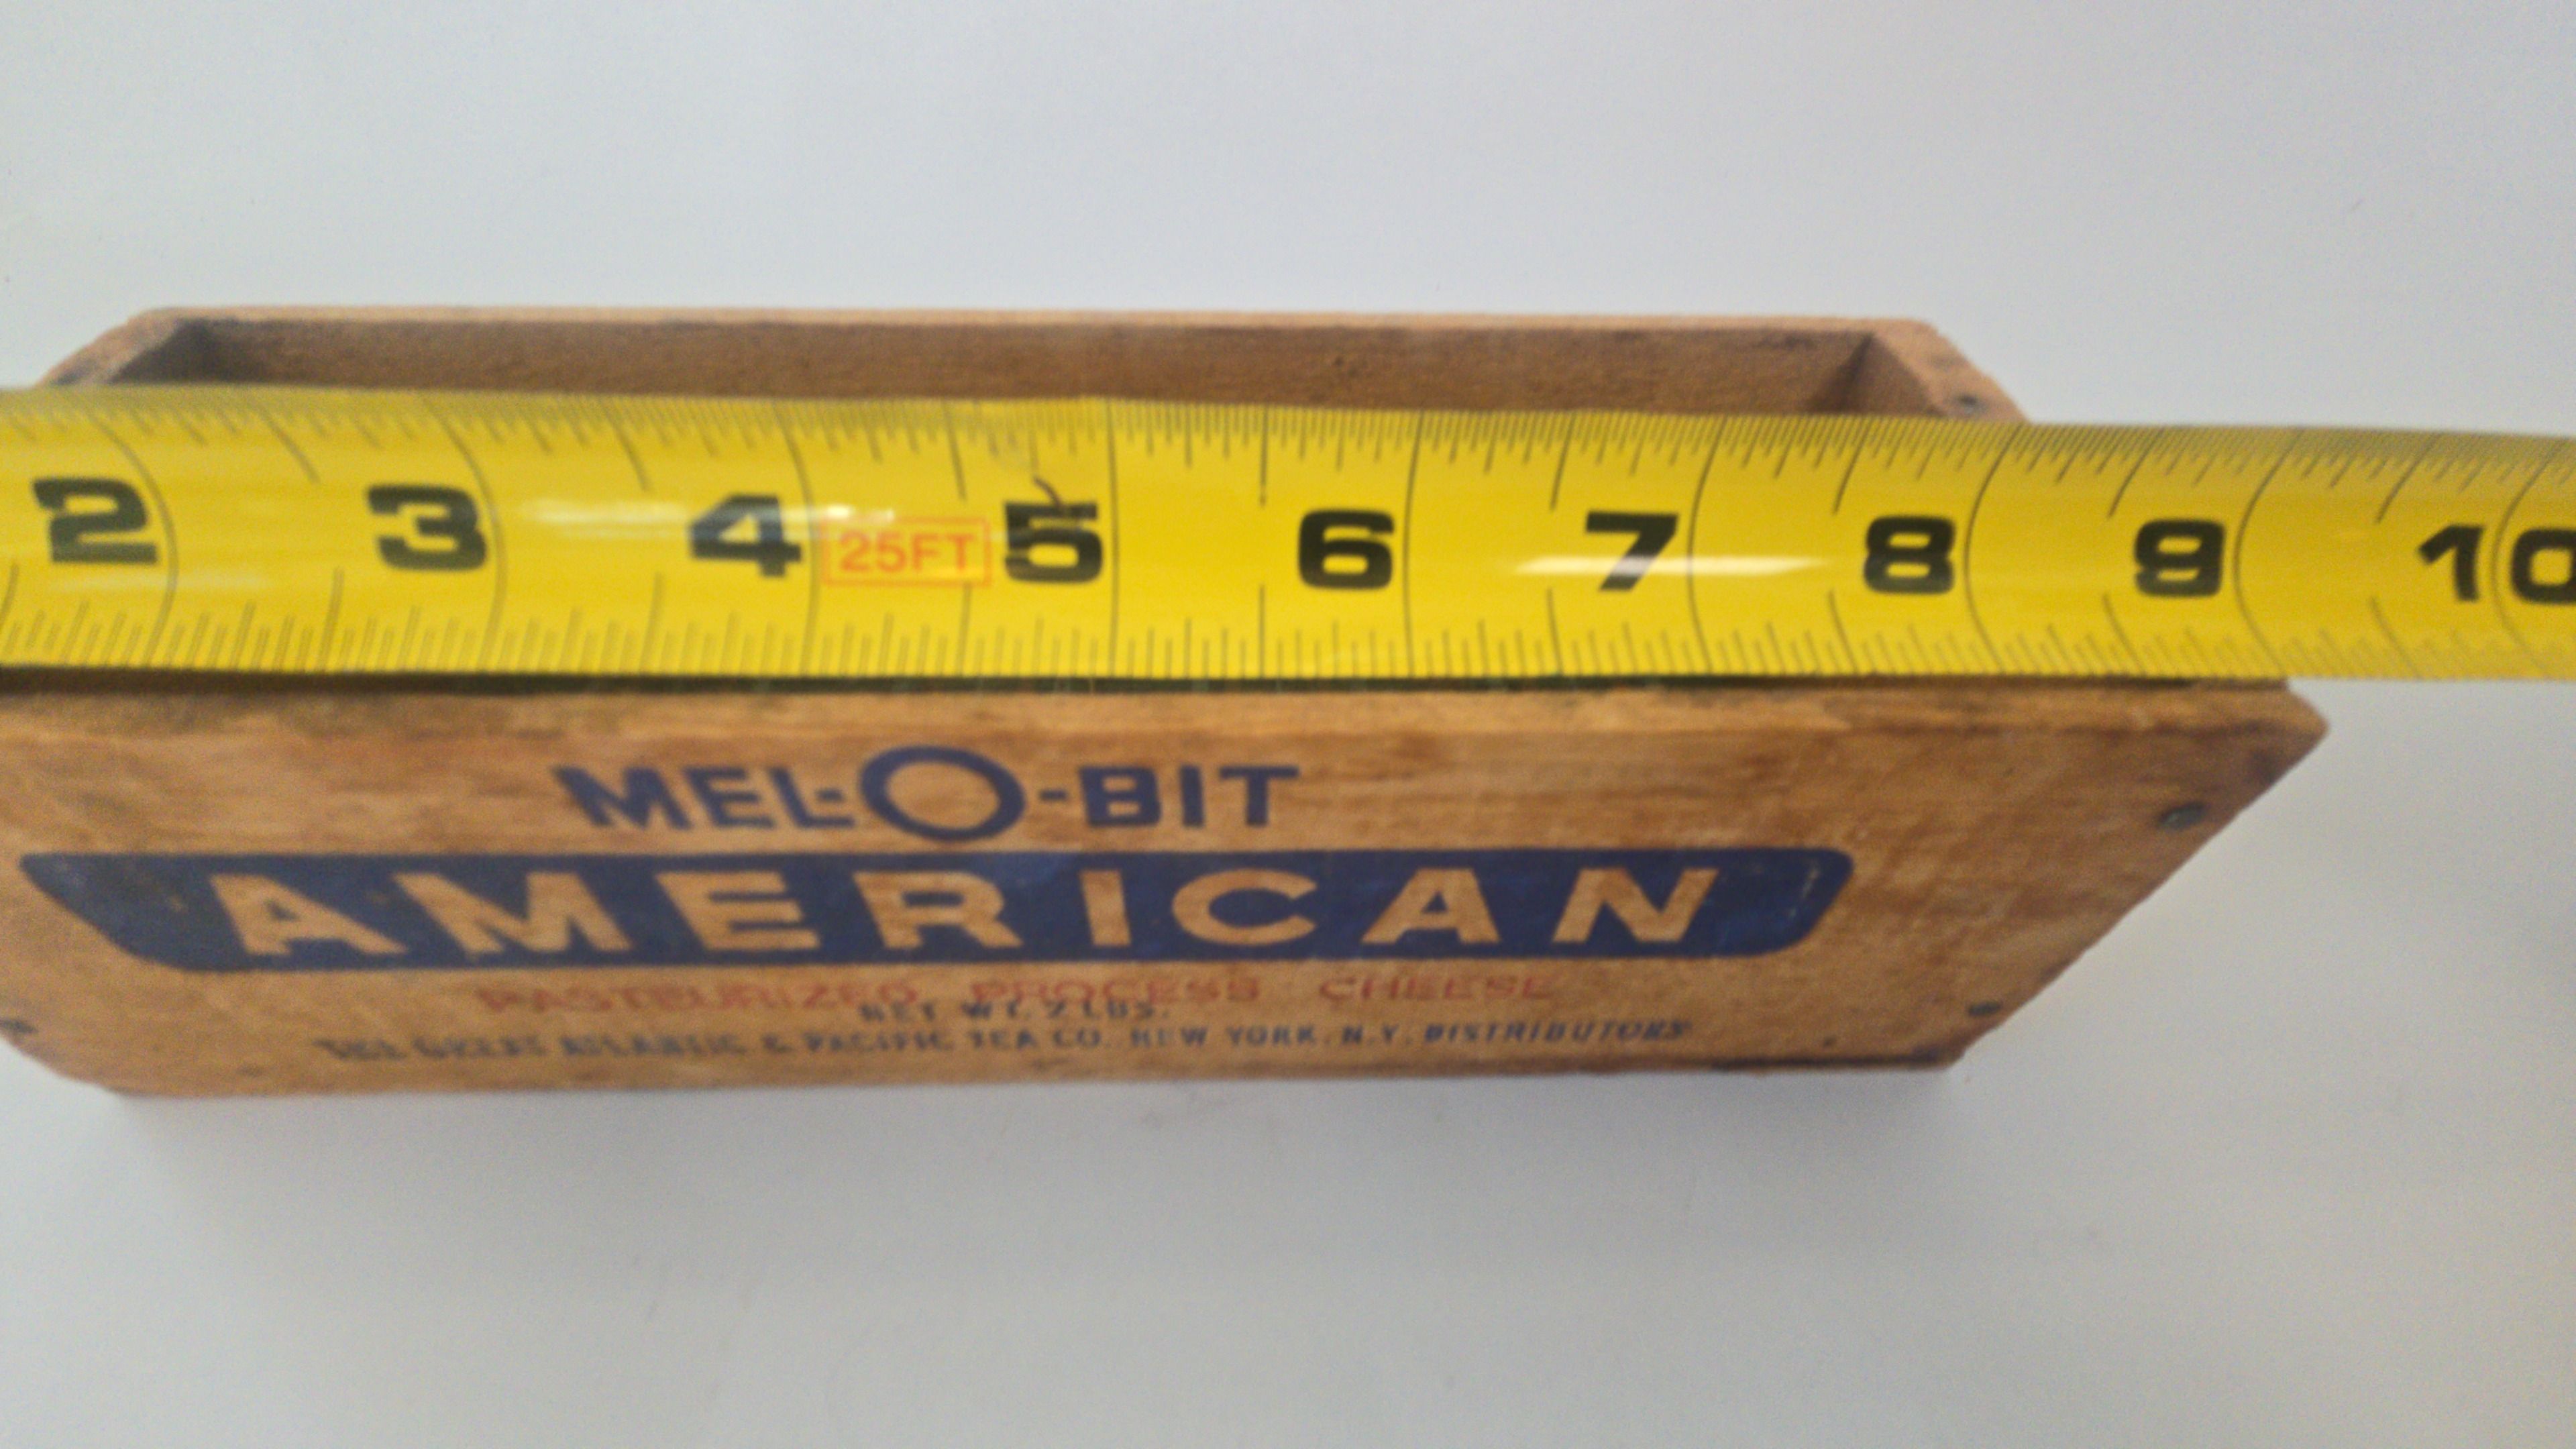 2 3 4 25FT 5 6 7 8 9 10
MEL-O-BIT
AMERICAN
PASTEURIZED PROCESS CHEESE
NET WT. 2 LBS.
THE GREAT ATLANTIC & PACIFIC TEA CO. NEW YORK, N.Y. DISTRIBUTORS